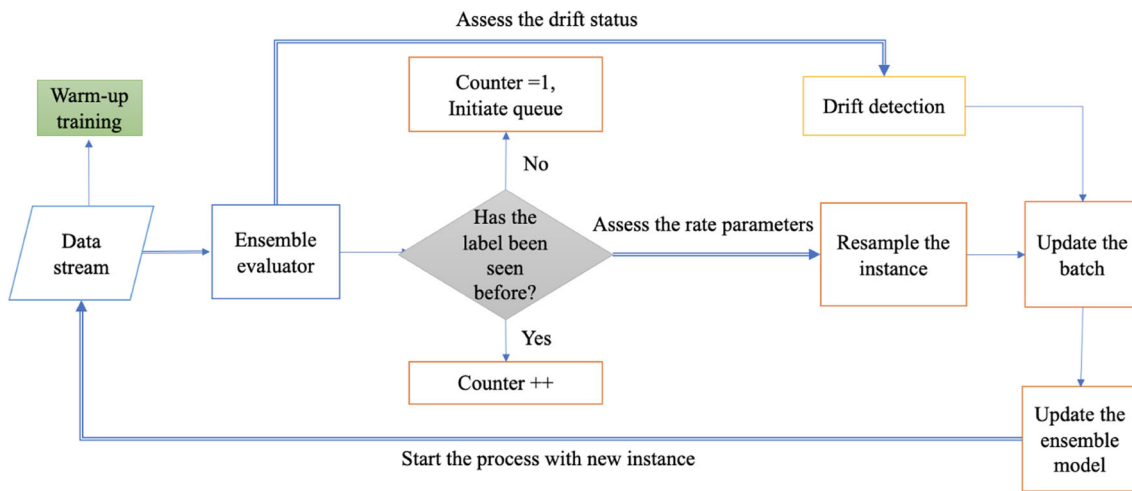 Assess the drift status
Counter =1,
Initiate queue
Warm-up
training
Drift detection
No
Data
stream
Ensemble
evaluator
Has the
label been
seen
before?
Assess the rate parameters
Resample the
instance
Update the
batch
Yes
Counter ++
Update the
ensemble
model
Start the process with new instance